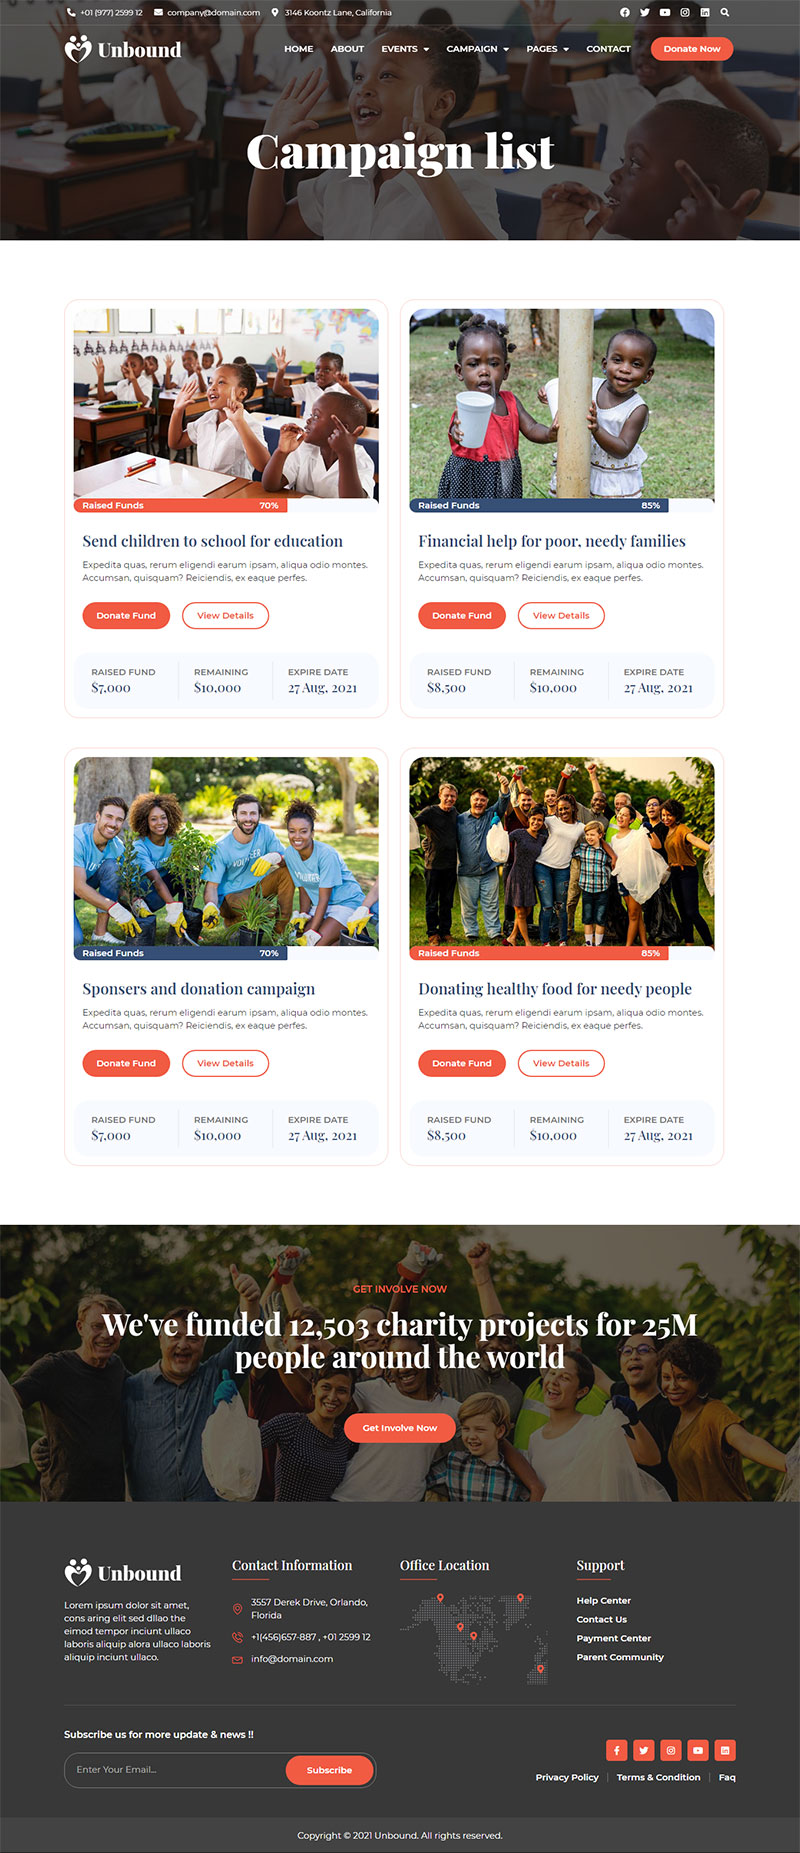 +01 (977) 2599 12 company@domain.com 3146 Koontz Lane, California
Unbound HOME ABOUT EVENTS CAMPAIGN PAGES CONTACT Donate Now
Campaign list
Raised Funds 70%
Send children to school for education
Expedita quas, rerum eligendi earum ipsam, aliqua odio montes.
Accumsan, quisquam? Reiciendis, ex eaque perfes.
Donate Fund View Details
RAISED FUND REMAINING EXPIRE DATE
$7,000 $10,000 27 Aug, 2021
Raised Funds 85%
Financial help for poor, needy families
Expedita quas, rerum eligendi earum ipsam, aliqua odio montes.
Accumsan, quisquam? Reiciendis, ex eaque perfes.
Donate Fund View Details
RAISED FUND REMAINING EXPIRE DATE
$8,500 $10,000 27 Aug, 2021
VOLUNTEER
VOLUNTEER
Raised Funds 70%
Sponsers and donation campaign
Expedita quas, rerum eligendi earum ipsam, aliqua odio montes.
Accumsan, quisquam? Reiciendis, ex eaque perfes.
Donate Fund View Details
RAISED FUND REMAINING EXPIRE DATE
$7,000 $10,000 27 Aug, 2021
Raised Funds 85%
Donating healthy food for needy people
Expedita quas, rerum eligendi earum ipsam, aliqua odio montes.
Accumsan, quisquam? Reiciendis, ex eaque perfes.
Donate Fund View Details
RAISED FUND REMAINING EXPIRE DATE
$8,500 $10,000 27 Aug, 2021
GET INVOLVE NOW
We've funded 12,503 charity projects for 25M
people around the world
Get Involve Now
Unbound
Lorem ipsum dolor sit amet,
cons aring elit sed dllao the
eimod tempor inciunt ullaco
laboris aliquip alora ullaco laboris
aliquip inciunt ullaco.
Contact Information
3557 Derek Drive, Orlando,
Florida
+1(456)657-887 , +01 2599 12
info@domain.com
Office Location
Support
Help Center
Contact Us
Payment Center
Parent Community
Subscribe us for more update & news !!
Enter Your Email... Subscribe
Privacy Policy | Terms & Condition | Faq
Copyright © 2021 Unbound. All rights reserved.